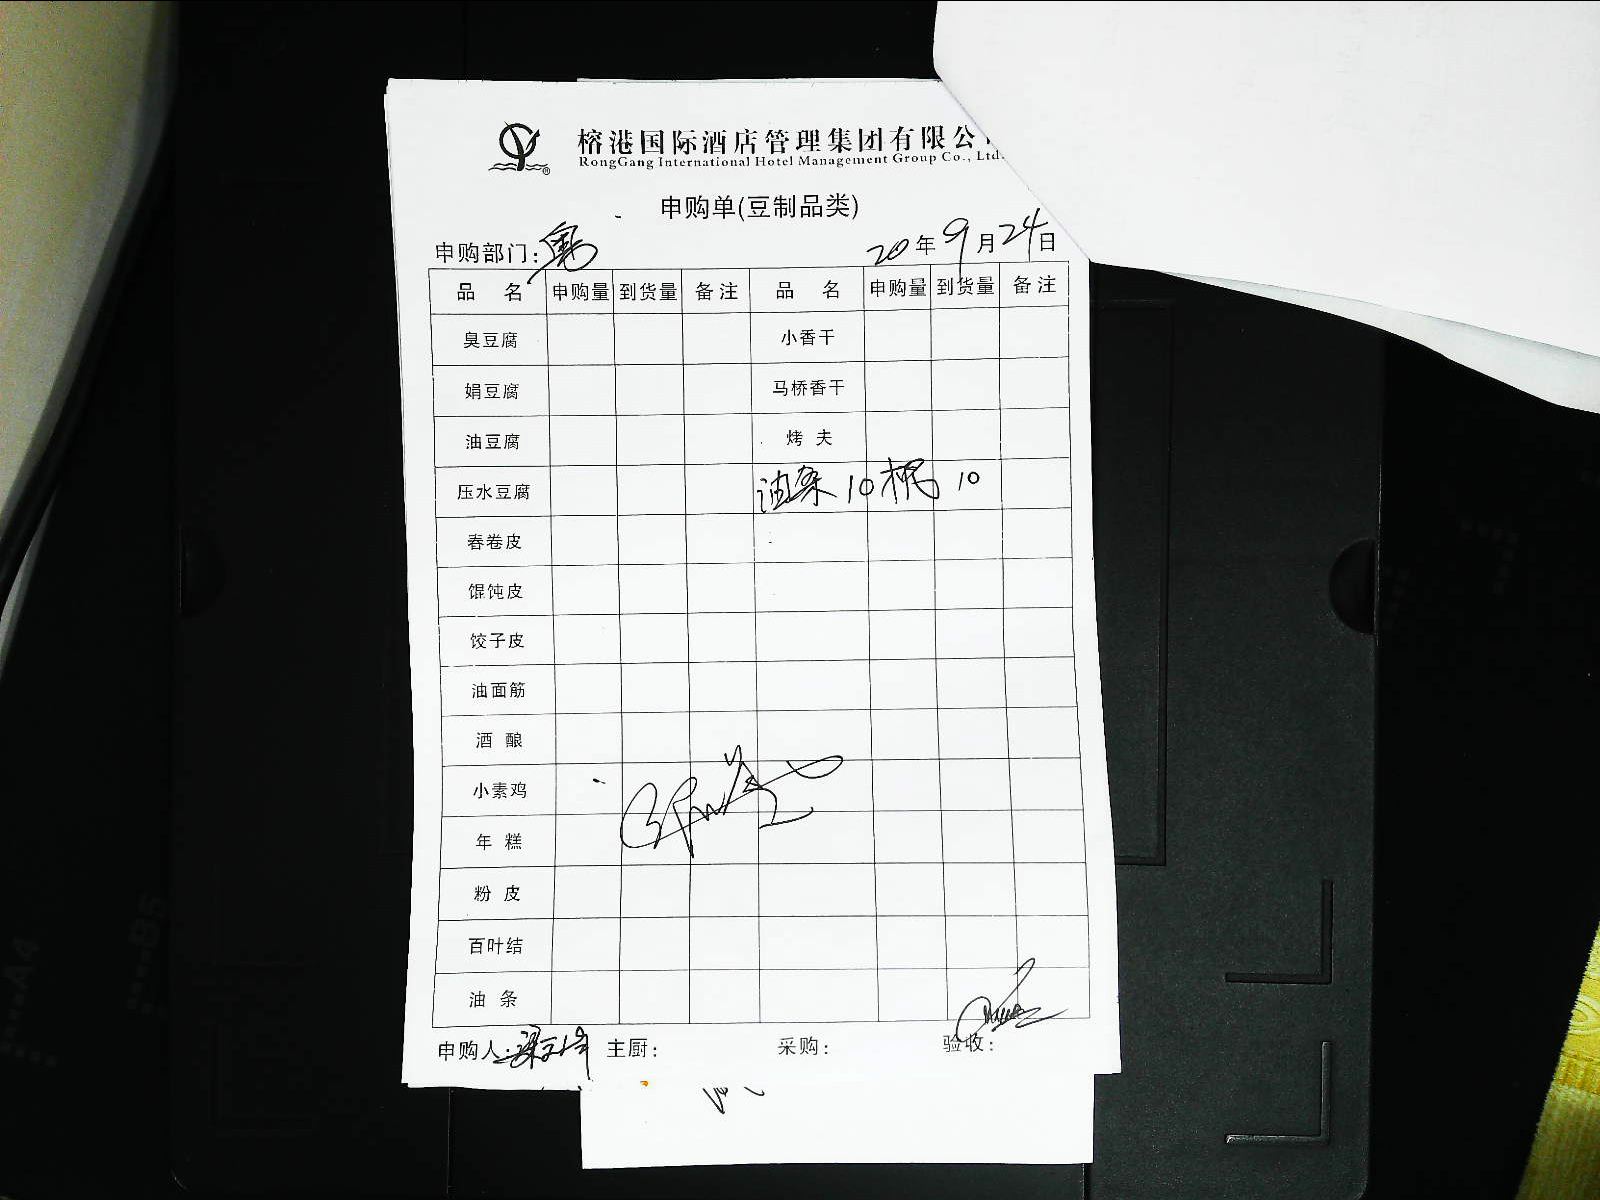 榕港国际酒店管理集团有限公
RongGang International Hotel Management Group Co., Ltd.
申购单(豆制品类)
申购部门: 20年9月24日
品 名 申购量 到货量 备注 品 名 申购量 到货量 备注
臭豆腐 小香干
娟豆腐 马桥香干
油豆腐 烤 夫
压水豆腐 油条 10根 10
春卷皮
馄饨皮
饺子皮
油面筋
酒 酿
小素鸡
年 糕
粉 皮
百叶结
油 条
申购人: 主厨: 采购: 验收: